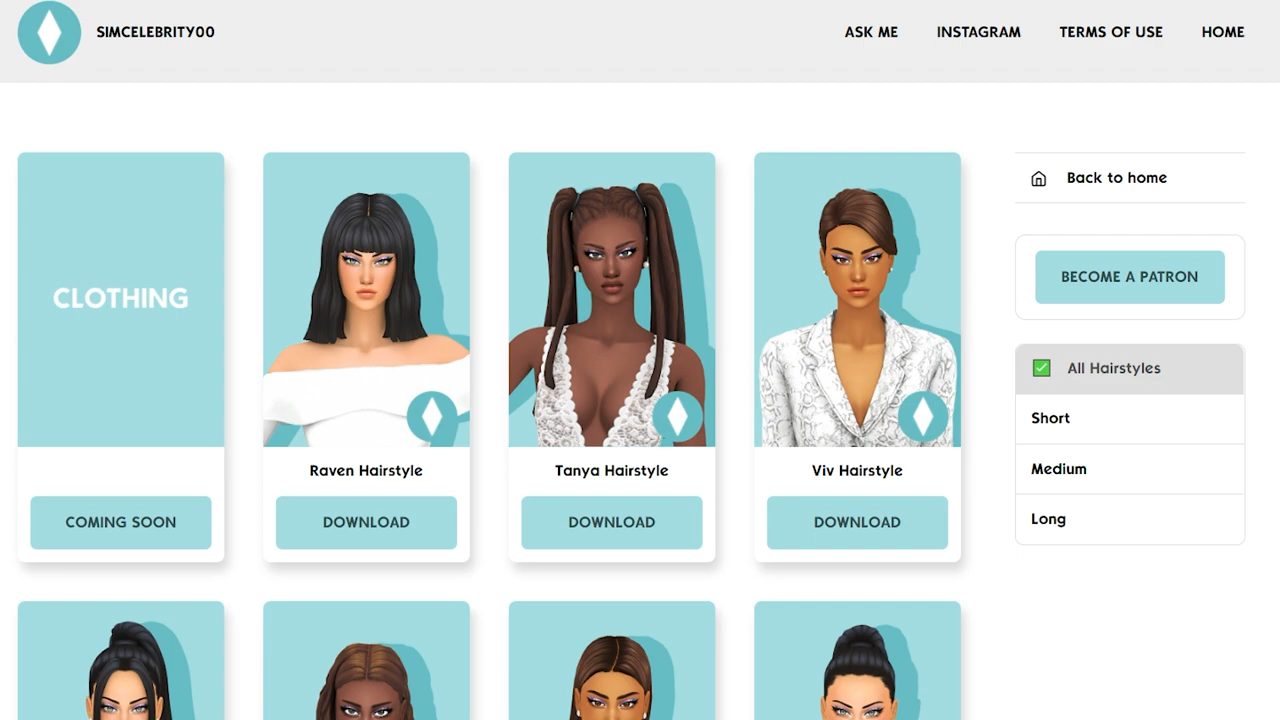 SIMCELEBRITY00
ASK ME
INSTAGRAM
TERMS OF USE
HOME
CLOTHING
COMING SOON
Raven Hairstyle
DOWNLOAD
Tanya Hairstyle
DOWNLOAD
Viv Hairstyle
DOWNLOAD
Back to home
BECOME A PATRON
All Hairstyles
Short
Medium
Long